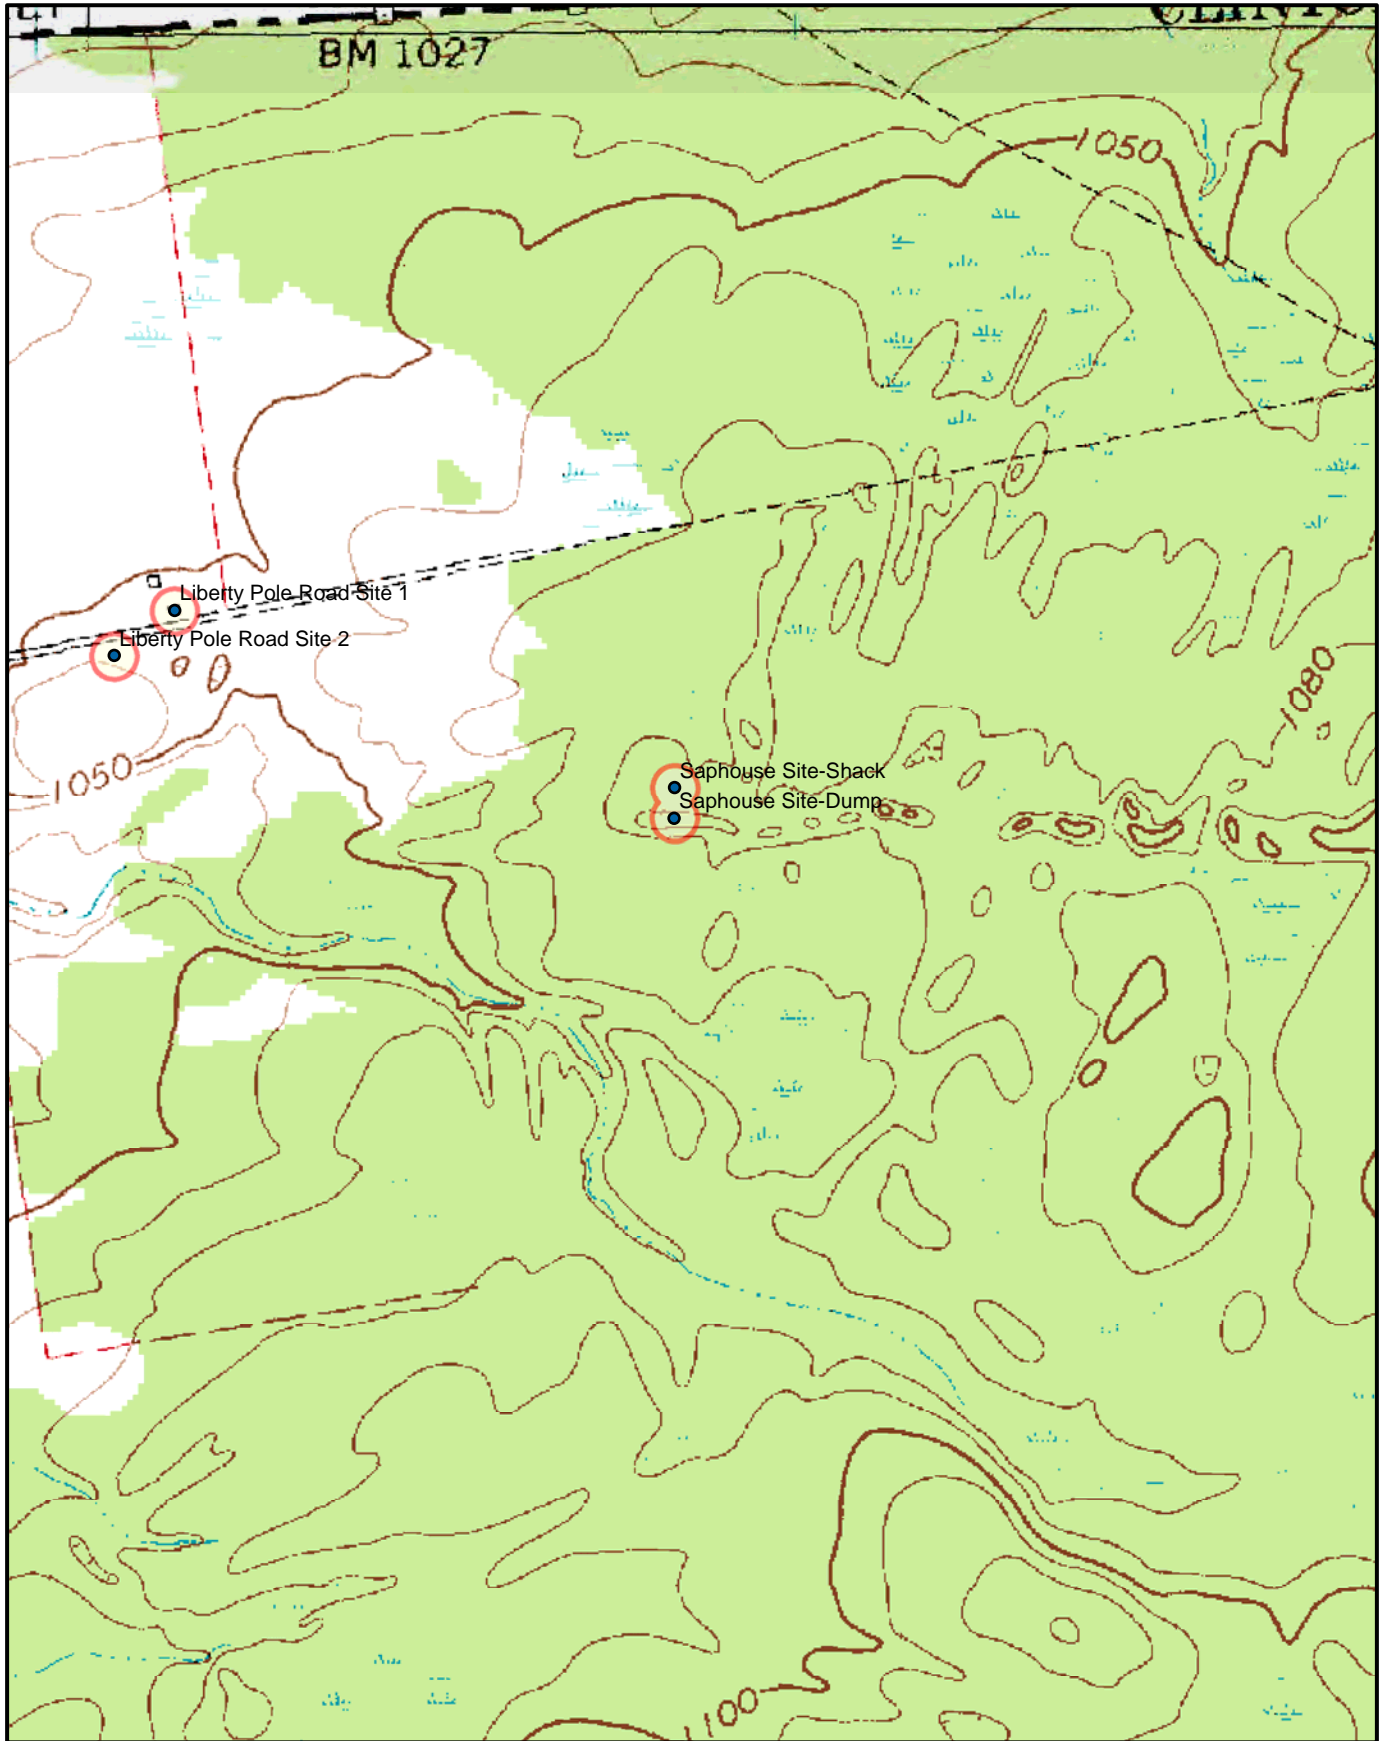 BM 1027
1050
Liberty Pole Road Site 1
Liberty Pole Road Site 2
1080
1050
Saphouse Site-Shack
Saphouse Site-Dump
1100